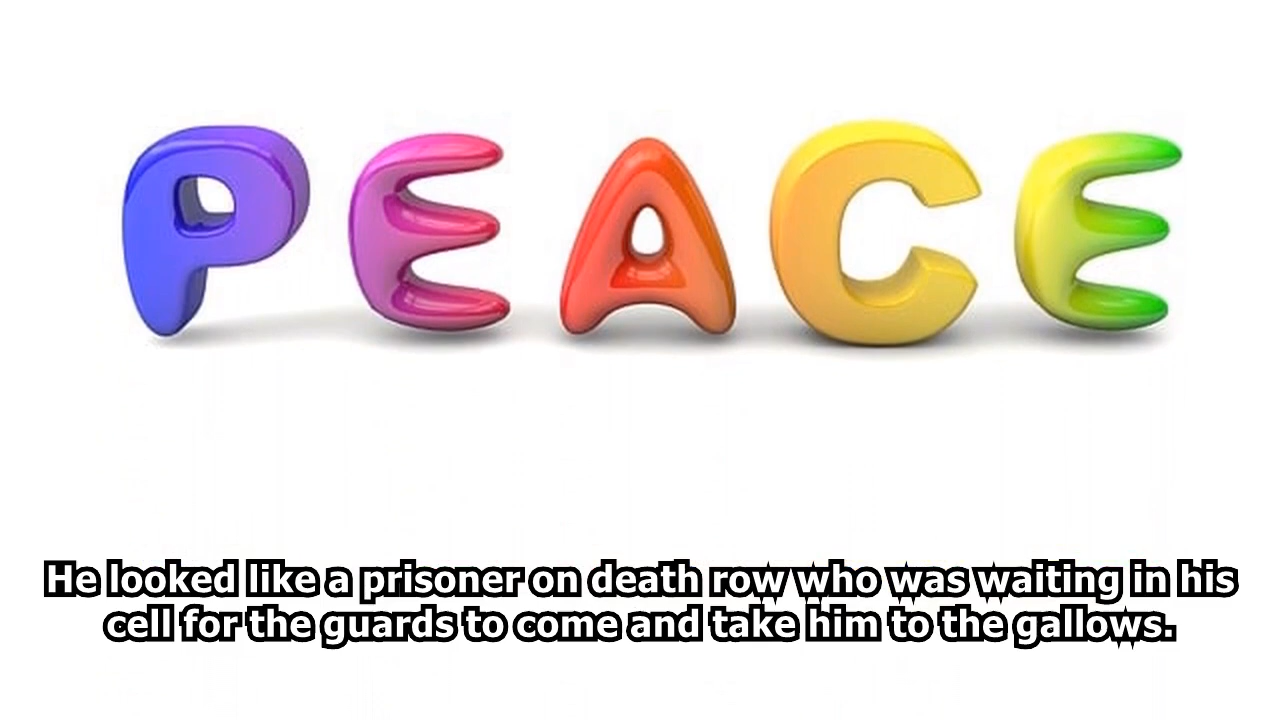 PEACE
He looked like a prisoner on death row who was waiting in his
cell for the guards to come and take him to the gallows.